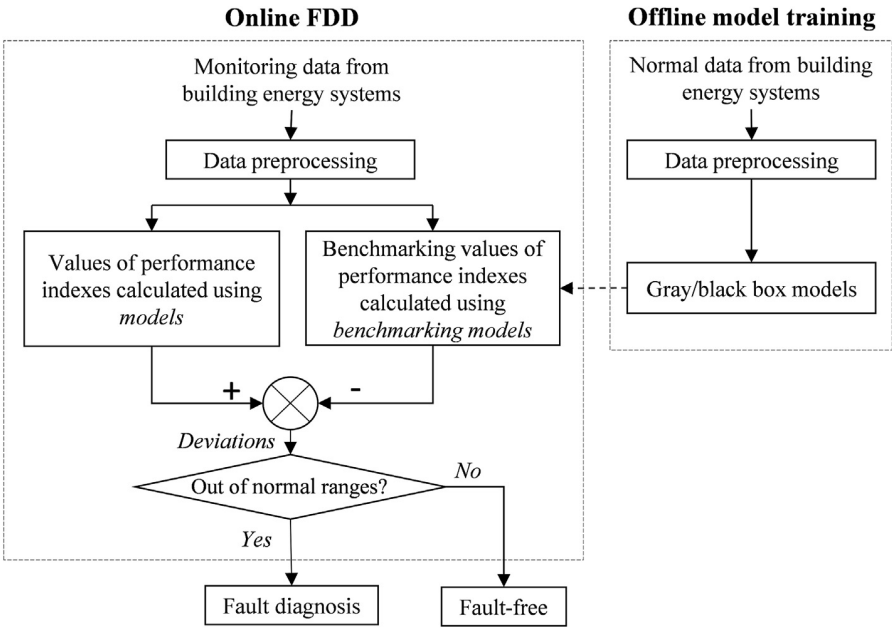 Online FDD
Monitoring data from
building energy systems
Data preprocessing
Values of performance
indexes calculated using
models
Benchmarking values of
performance indexes
calculated using
benchmarking models
+
-
Deviations
Out of normal ranges?
No
Yes
Fault diagnosis
Fault-free
Offline model training
Normal data from building
energy systems
Data preprocessing
Gray/black box models